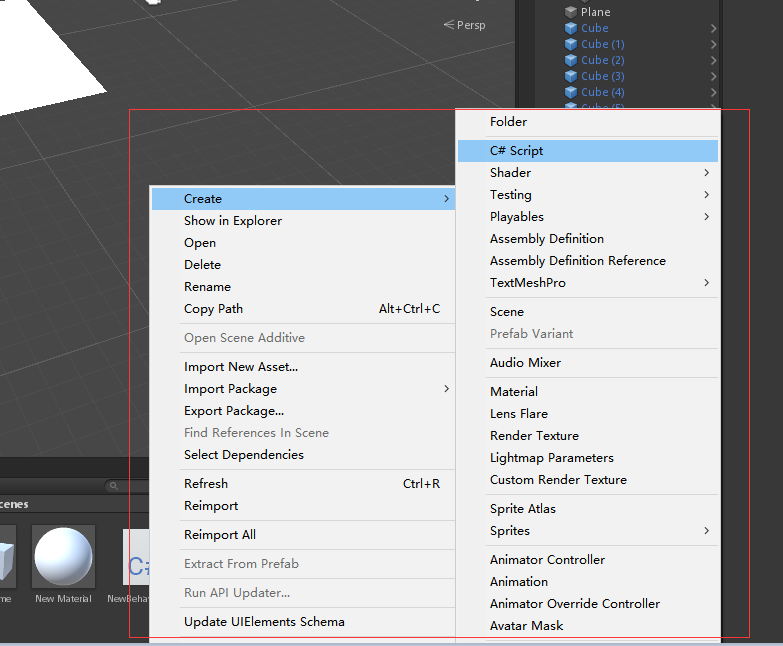 Persp
Plane
Cube
Cube (1)
Cube (2)
Cube (3)
Cube (4)
Cube (5)
Folder
C# Script
Shader
Testing
Playables
Assembly Definition
Assembly Definition Reference
TextMeshPro
Scene
Prefab Variant
Audio Mixer
Material
Lens Flare
Render Texture
Lightmap Parameters
Custom Render Texture
Sprite Atlas
Sprites
Animator Controller
Animation
Animator Override Controller
Avatar Mask
Create
Show in Explorer
Open
Delete
Rename
Copy Path Alt+Ctrl+C
Open Scene Additive
Import New Asset...
Import Package
Export Package...
Find References In Scene
Select Dependencies
Refresh Ctrl+R
Reimport
Reimport All
Extract From Prefab
Run API Updater...
Update UIElements Schema
cenes
C#
me
New Material
NewBeha